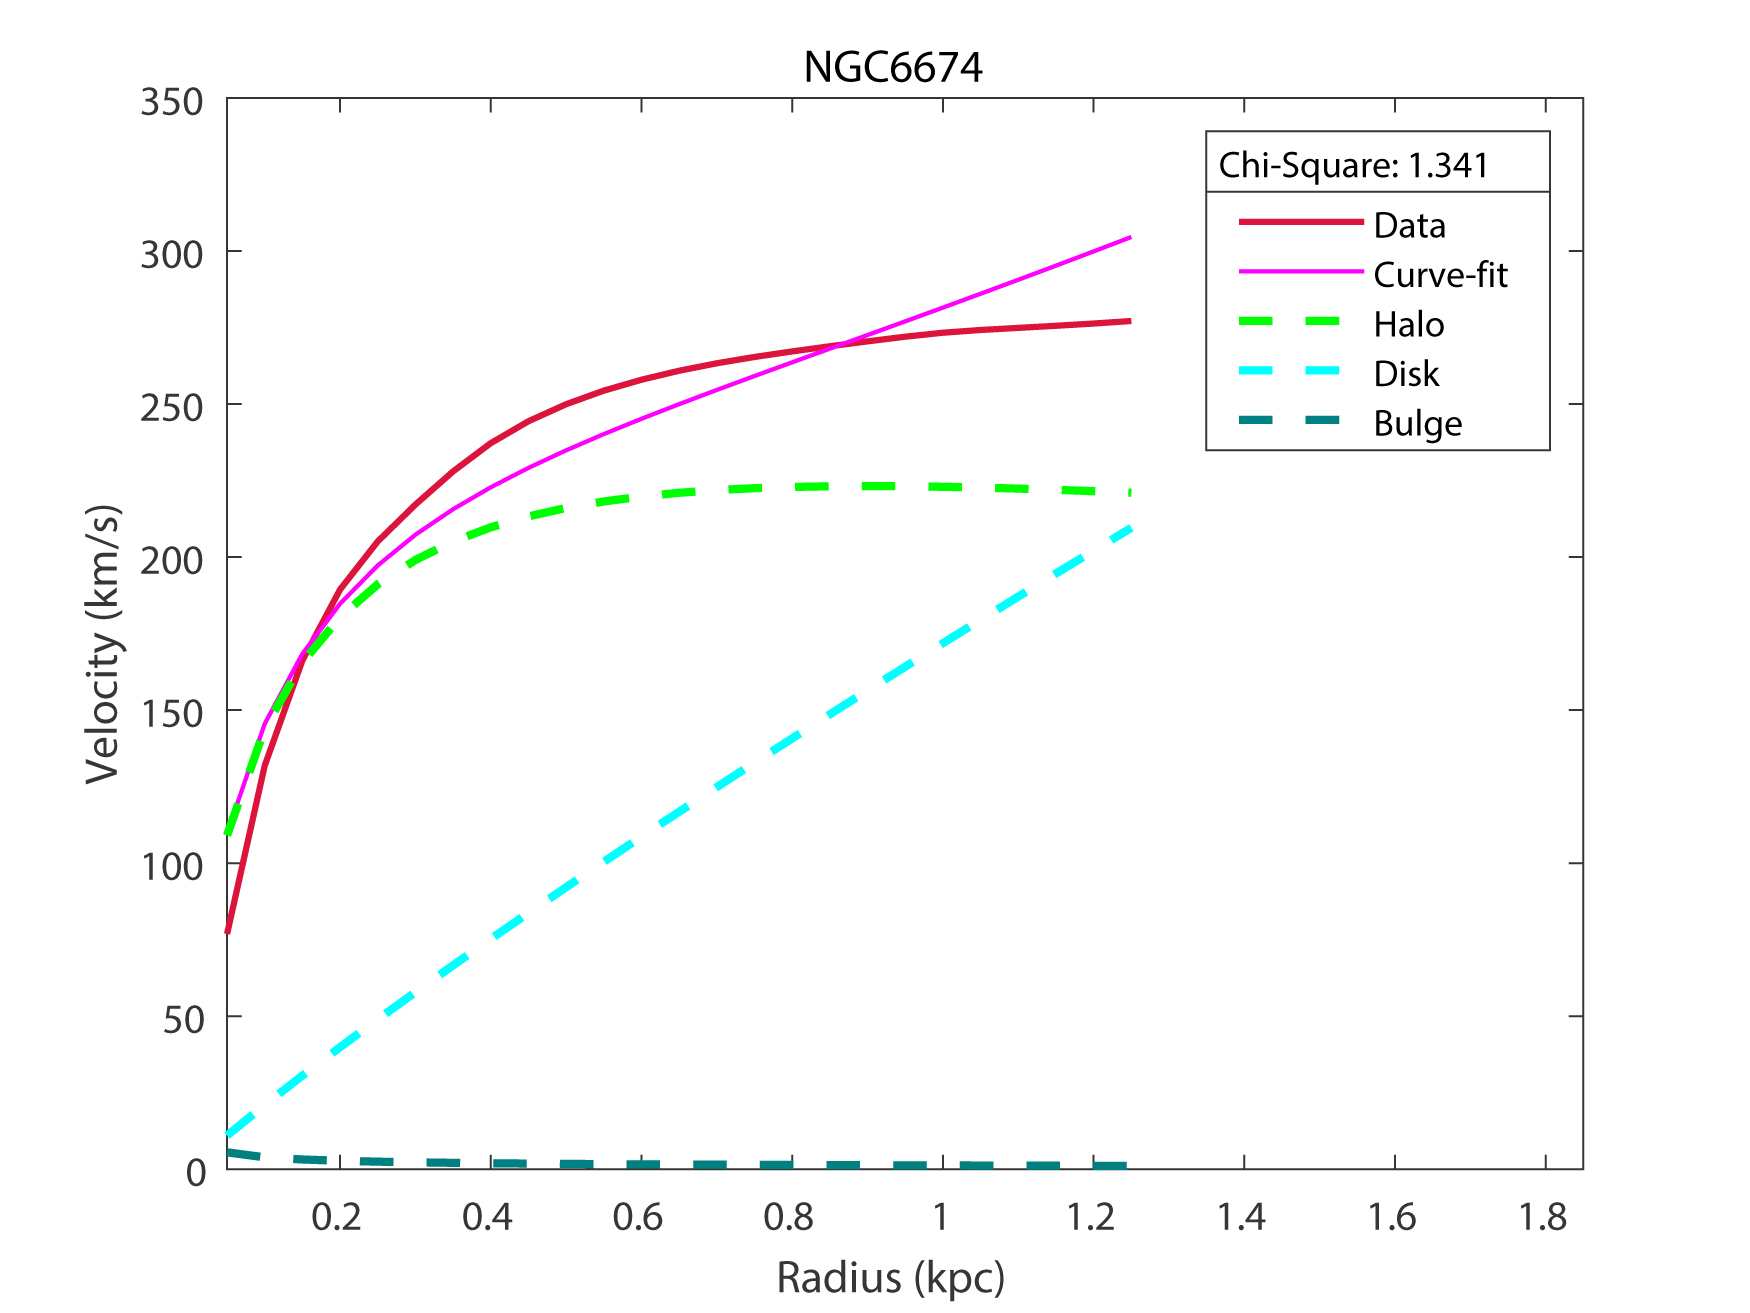 NGC6674
350
300
250
200
150
100
50
0
Velocity (km/s)
Chi-Square: 1.341
Data
Curve-fit
Halo
Disk
Bulge
0.2 0.4 0.6 0.8 1 1.2 1.4 1.6 1.8
Radius (kpc)